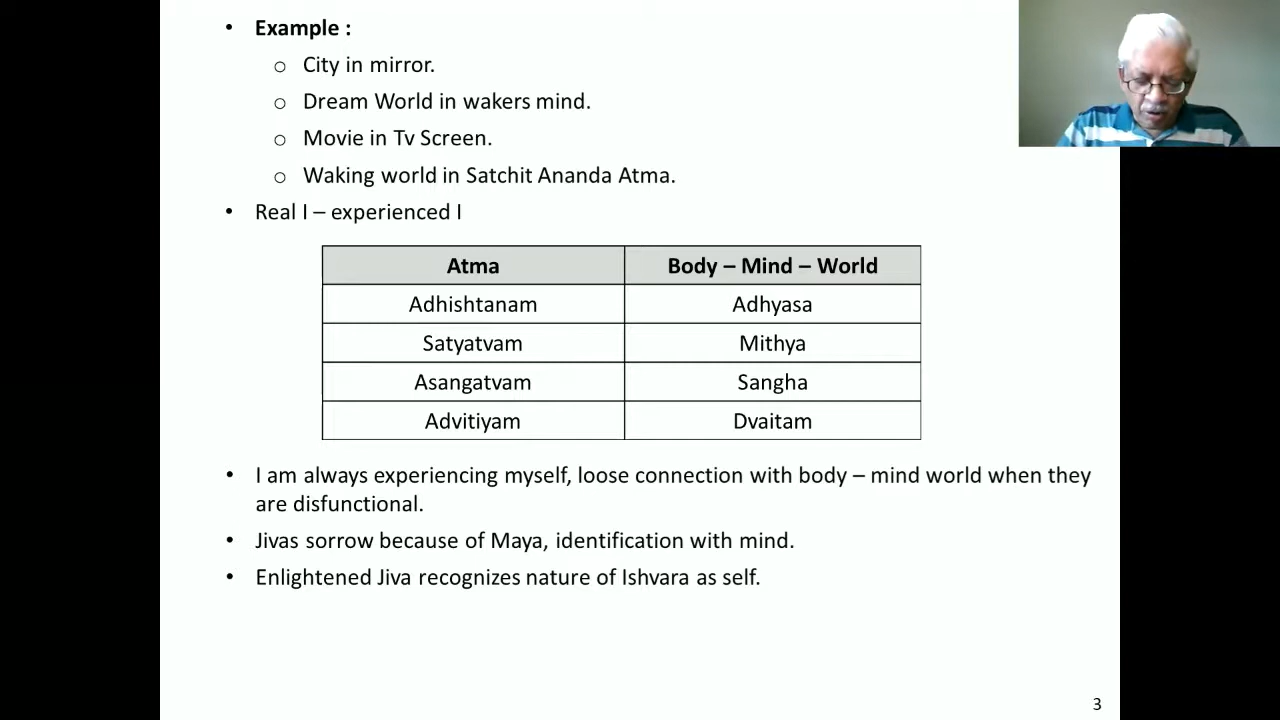 • Example :
○ City in mirror.
○ Dream World in wakers mind.
○ Movie in Tv Screen.
○ Waking world in Satchit Ananda Atma.
• Real I – experienced I
Atma Body – Mind – World
Adhishtanam Adhyasa
Satyatvam Mithya
Asangatvam Sangha
Advitiyam Dvaitam
• I am always experiencing myself, loose connection with body – mind world when they
are disfunctional.
• Jivas sorrow because of Maya, identification with mind.
• Enlightened Jiva recognizes nature of Ishvara as self.
3